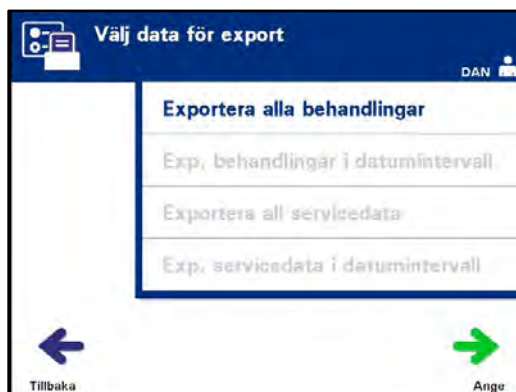 Välj data för export
DAN
Exportera alla behandlingar
Exp. behandlingar i datumintervall
Exportera all servicedata
Exp. servicedata i datumintervall
Tillbaka
Ange